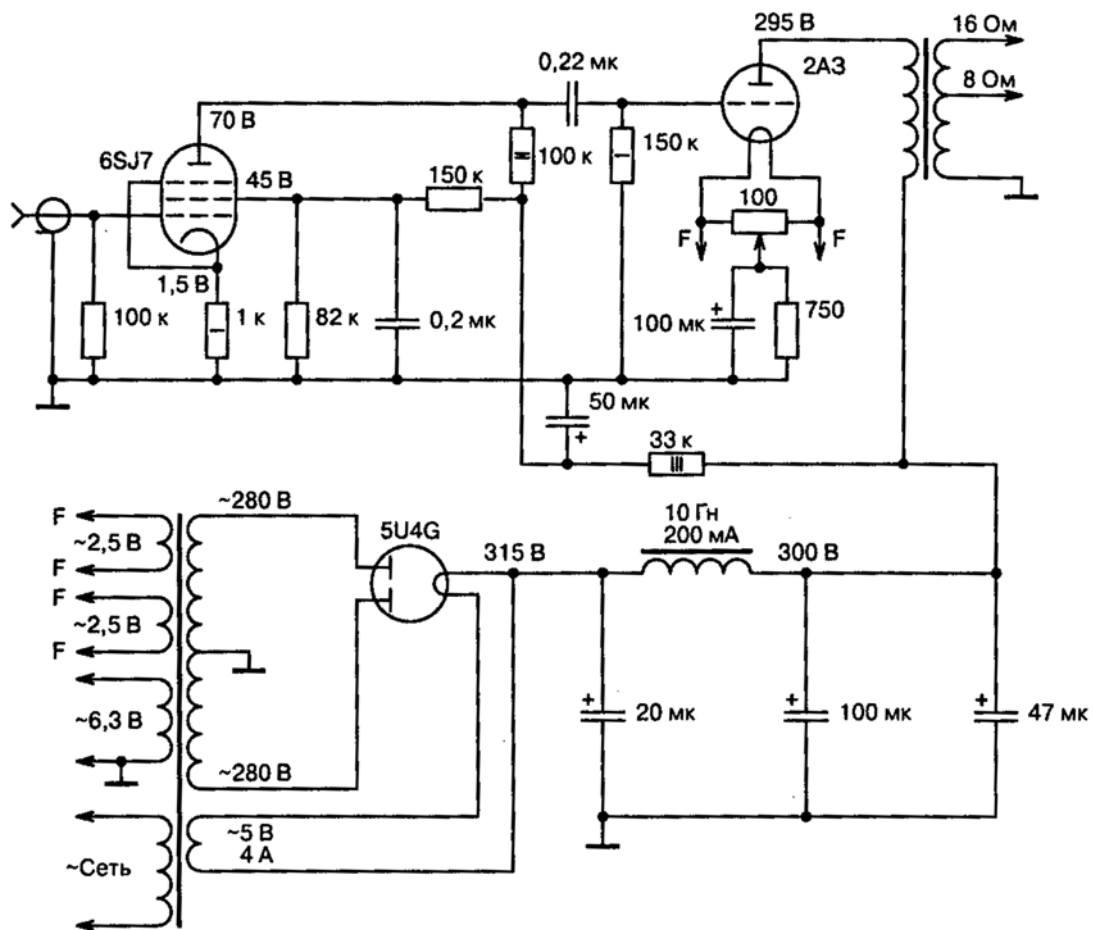 295 В
16 Ом
0,22 мк
2А3
8 Ом
70 В
100 к
150 к
6SJ7
45 В
150 к
100
F
F
1,5 В
100 к
1 к
82 к
0,2 мк
100 мк
+
750
50 мк
+
33 к
F
~280 В
~2,5 В
5U4G
10 Гн
200 мА
315 В
300 В
F
F
~2,5 В
F
~6,3 В
+
20 мк
+
100 мк
+
47 мк
~280 В
~5 В
4 А
~Сеть